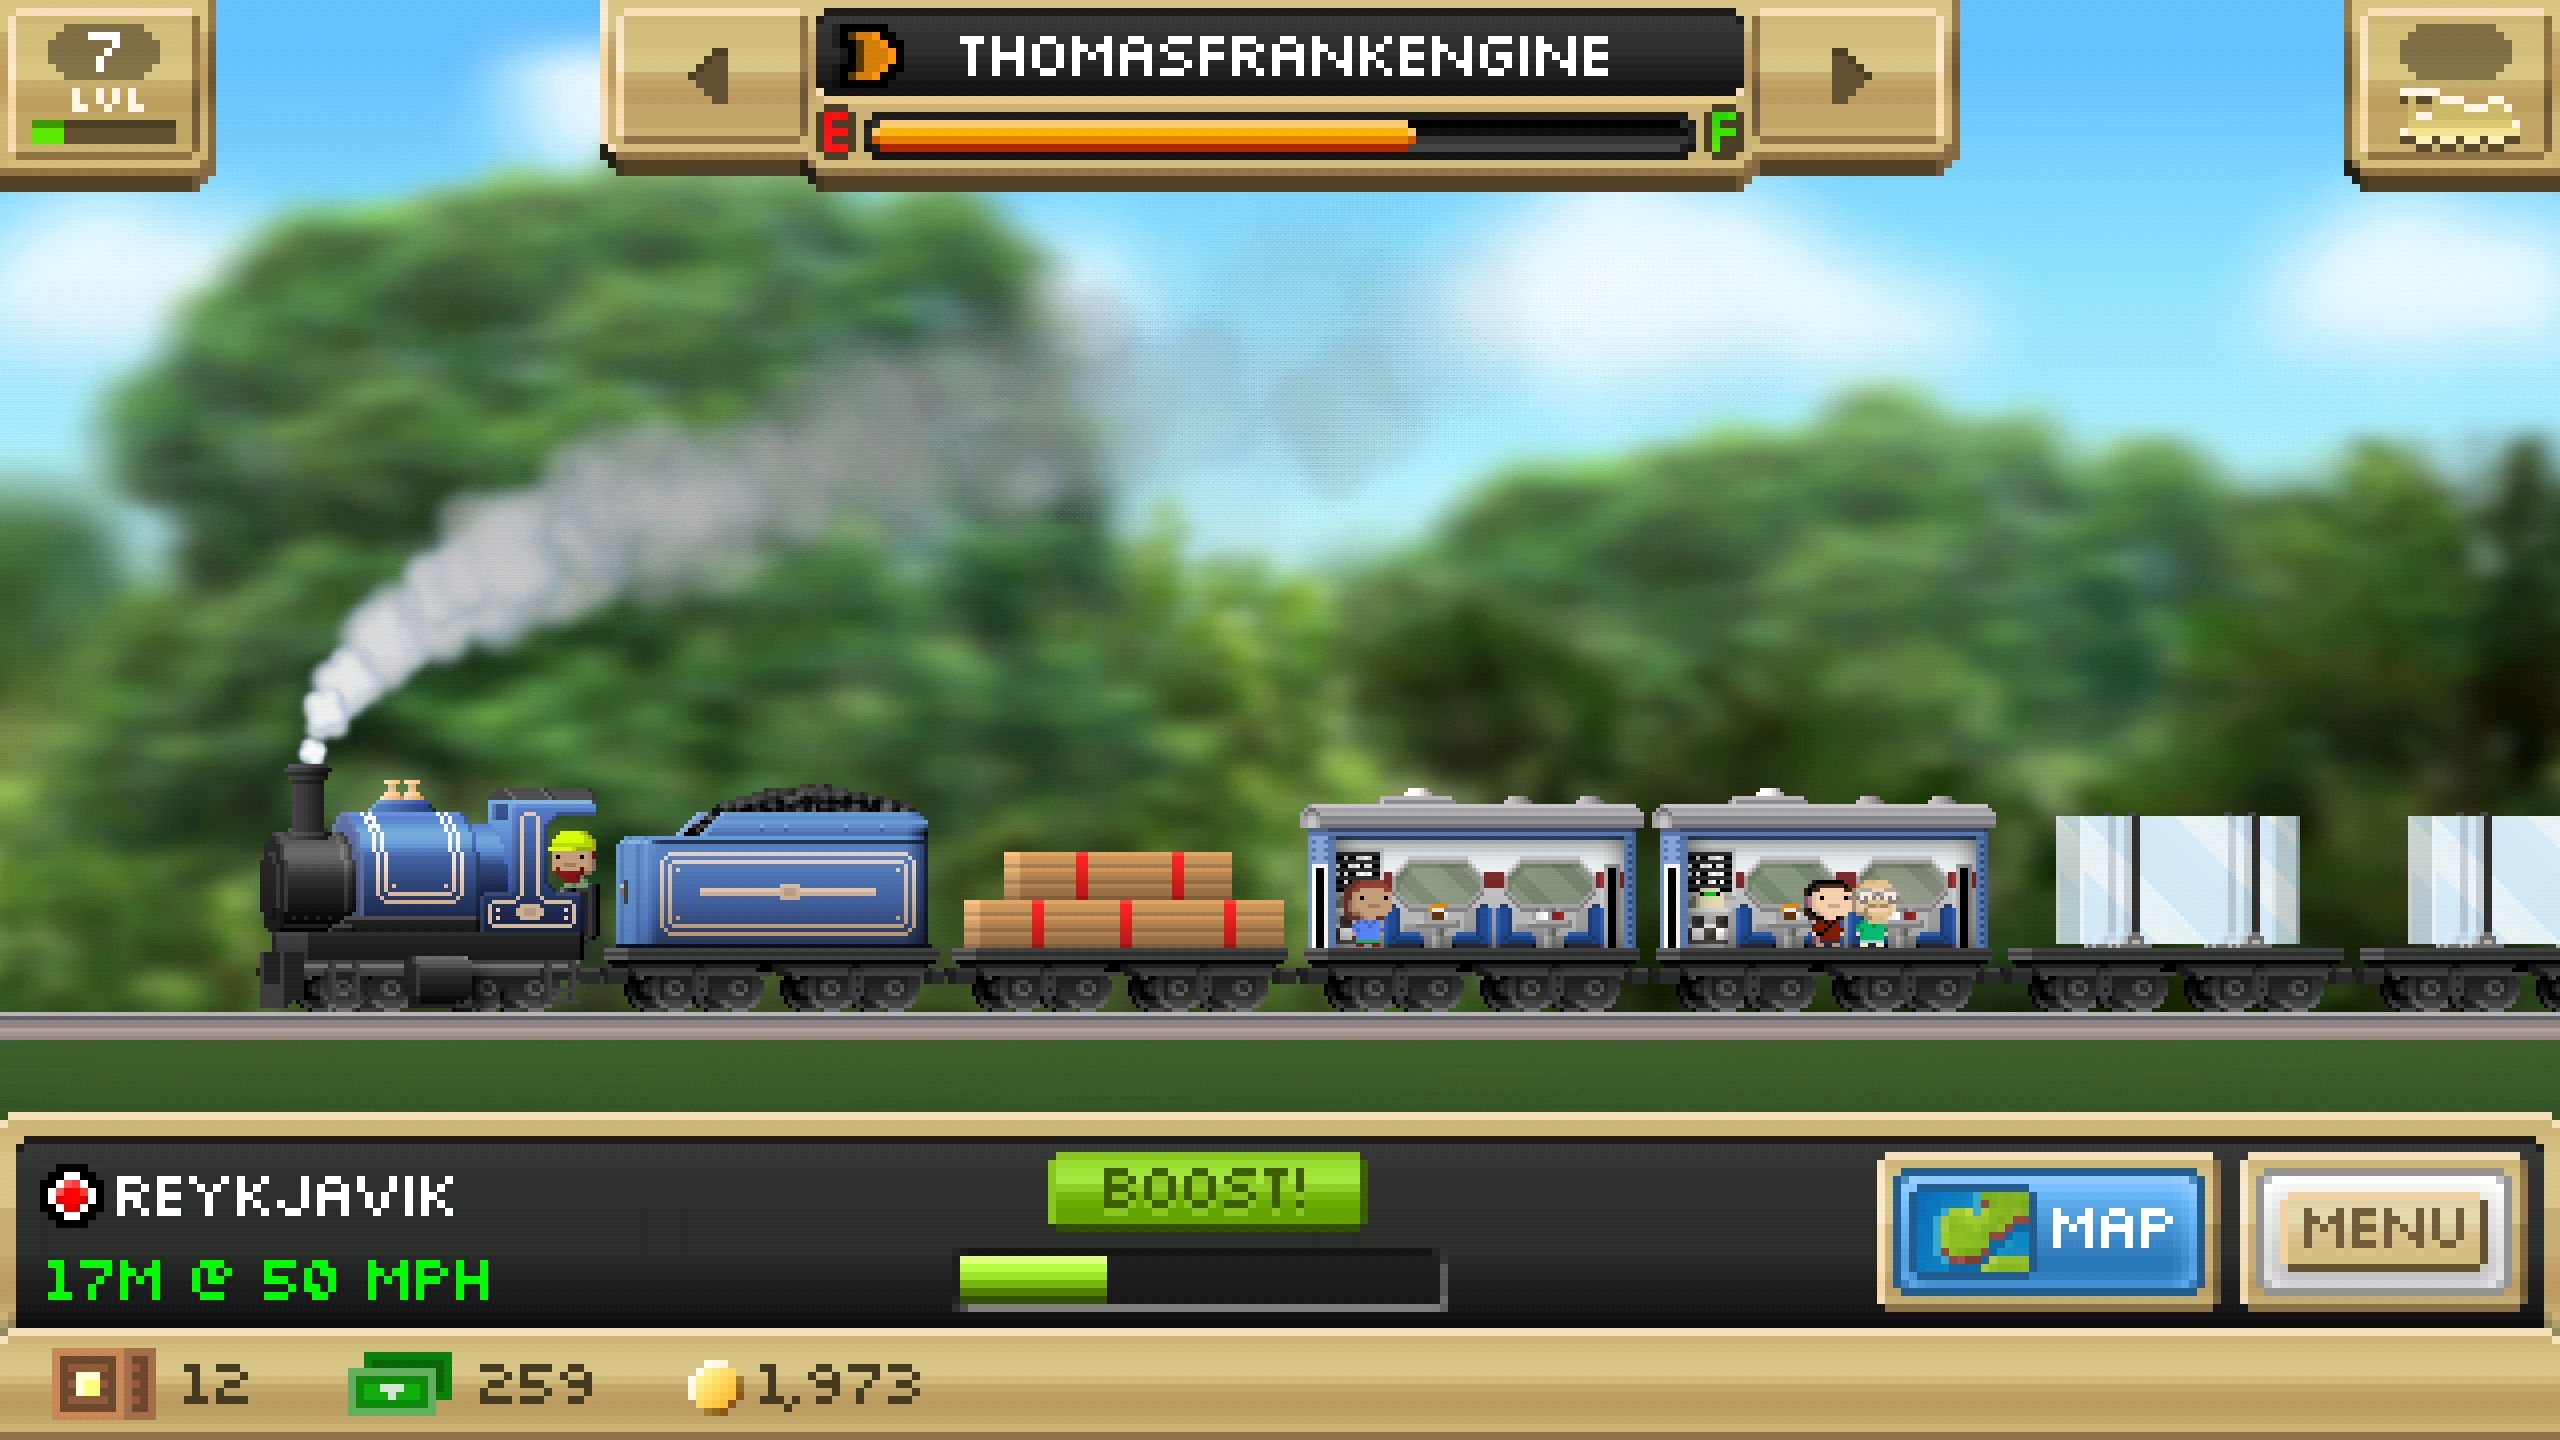 7
LVL
THOMASFRANKENGINE
E
F
REYKJAVIK
BOOST!
MAP
MENU
17M @ 50 MPH
12
259
1,973